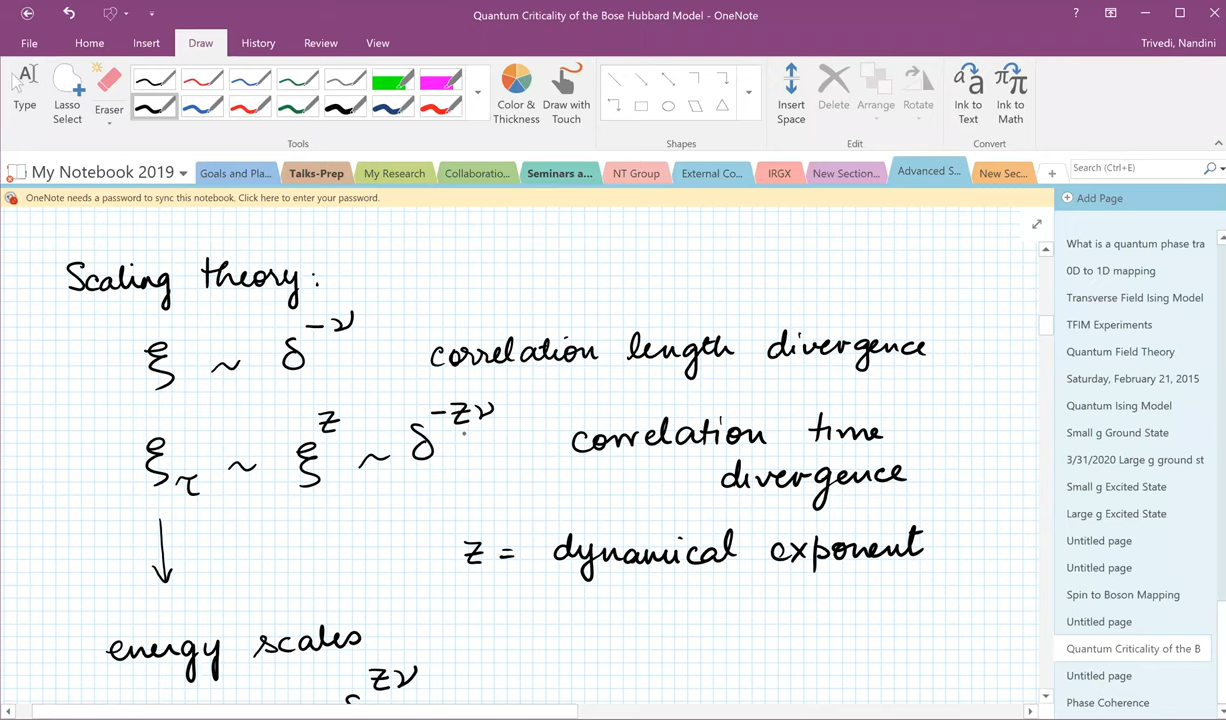 Quantum Criticality of the Bose Hubbard Model - OneNote
?
File Home Insert Draw History Review View
Trivedi, Nandini
Type
Lasso Select
Eraser
Color & Thickness
Draw with Touch
Insert Space
Delete
Arrange
Rotate
Ink to Text
Ink to Math
Tools
Shapes
Edit
Convert
My Notebook 2019
Goals and Pla...
Talks-Prep
My Research
Collaboratio...
Seminars a...
NT Group
External Co...
IRGX
New Section...
Advanced S...
New Sec...
Search (Ctrl+E)
OneNote needs a password to sync this notebook. Click here to enter your password.
Add Page
What is a quantum phase tra
0D to 1D mapping
Transverse Field Ising Model
TFIM Experiments
Quantum Field Theory
Saturday, February 21, 2015
Quantum Ising Model
Small g Ground State
3/31/2020 Large g ground st
Small g Excited State
Large g Excited State
Untitled page
Untitled page
Spin to Boson Mapping
Untitled page
Quantum Criticality of the B
Untitled page
Phase Coherence
Scaling theory:
ξ ~ δ^{-ν} correlation length divergence
ξ_τ ~ ξ^z ~ δ^{-zν} correlation time
divergence
z = dynamical exponent
↓
energy scales
zν